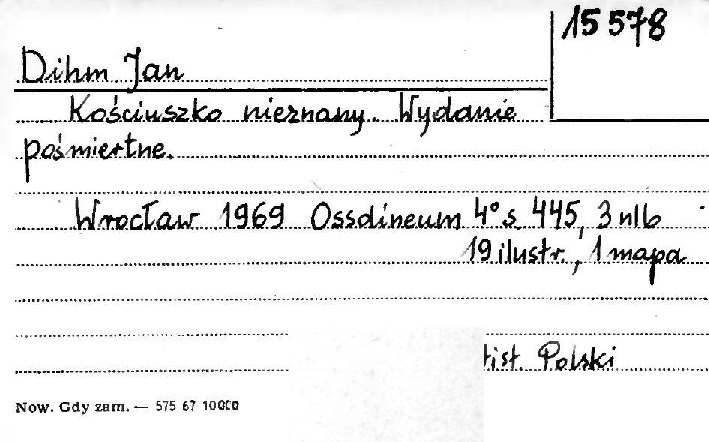 15578
Dihm Jan
Kościuszko nieznany. Wydanie
pośmiertne.
Wrocław 1969 Ossolineum 4° s. 445, 3 nlb
19 ilustr., 1 mapa
hist. Polski
Now. Gdy zam. — 575 67 10000